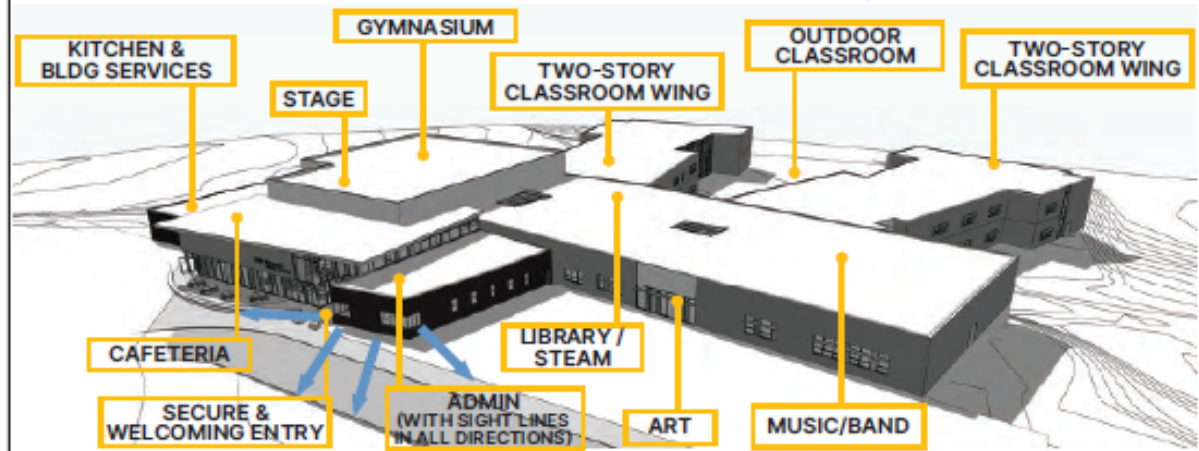 GYMNASIUM
KITCHEN &
BLDG SERVICES
OUTDOOR
CLASSROOM
TWO-STORY
CLASSROOM WING
TWO-STORY
CLASSROOM WING
STAGE
CAFETERIA
LIBRARY /
STEAM
SECURE &
WELCOMING ENTRY
ADMIN
(WITH SIGHT LINES
IN ALL DIRECTIONS)
ART
MUSIC/BAND